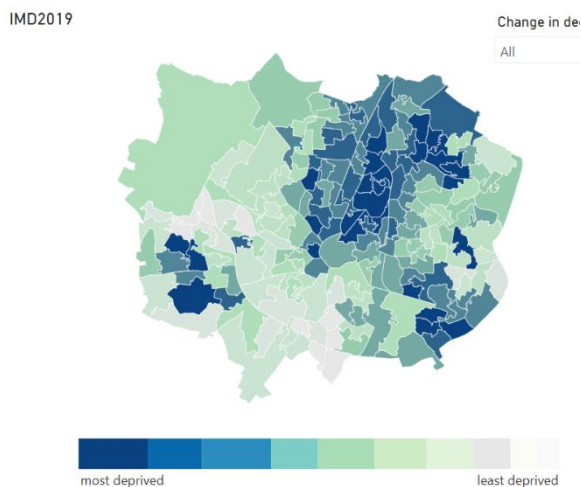 IMD2019
Change in dec
All
most deprived
least deprived